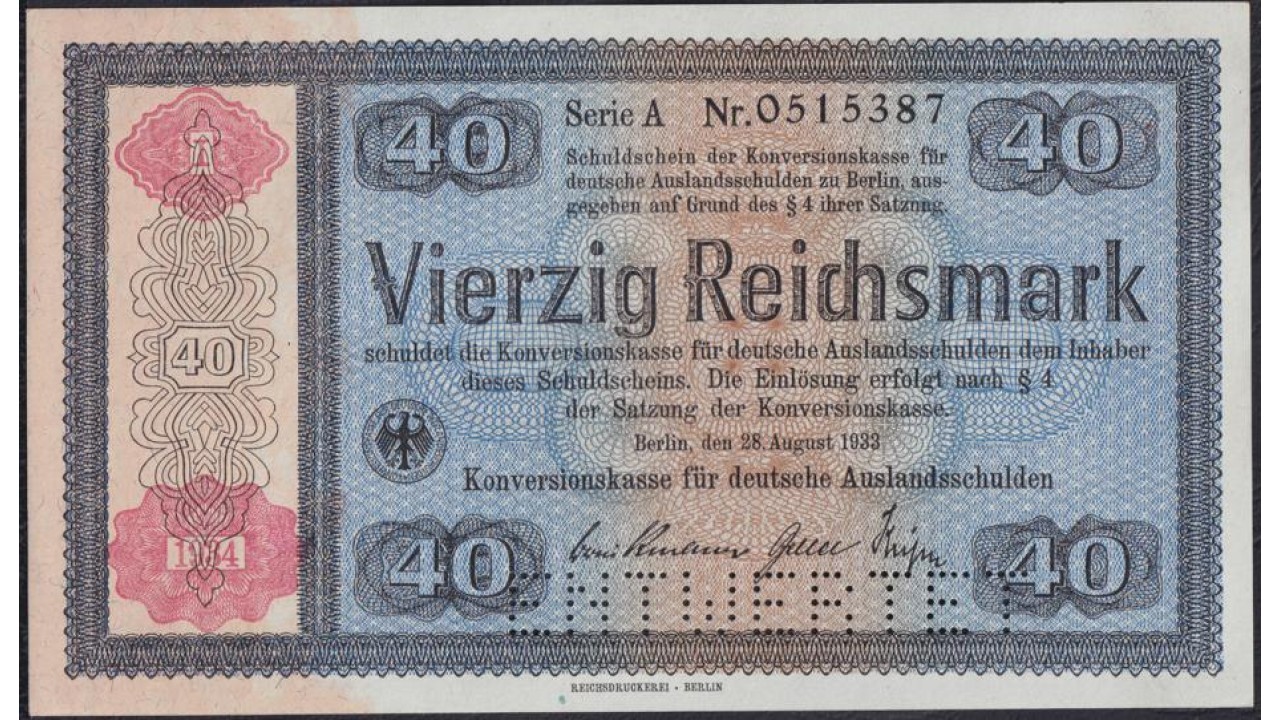 40
Serie A Nr.0515387
40
Schuldschein der Konversionskasse für
deutsche Auslandsschulden zu Berlin, aus-
gegeben auf Grund des § 4 ihrer Satzung.
Vierzig Reichsmark
40
schuldet die Konversionskasse für deutsche Auslandsschulden dem Inhaber
dieses Schuldscheins. Die Einlösung erfolgt nach § 4
der Satzung der Konversionskasse.
Berlin, den 28. August 1933
Konversionskasse für deutsche Auslandsschulden
1934
40
40
ENTWERTET
REICHSDRUCKEREI • BERLIN